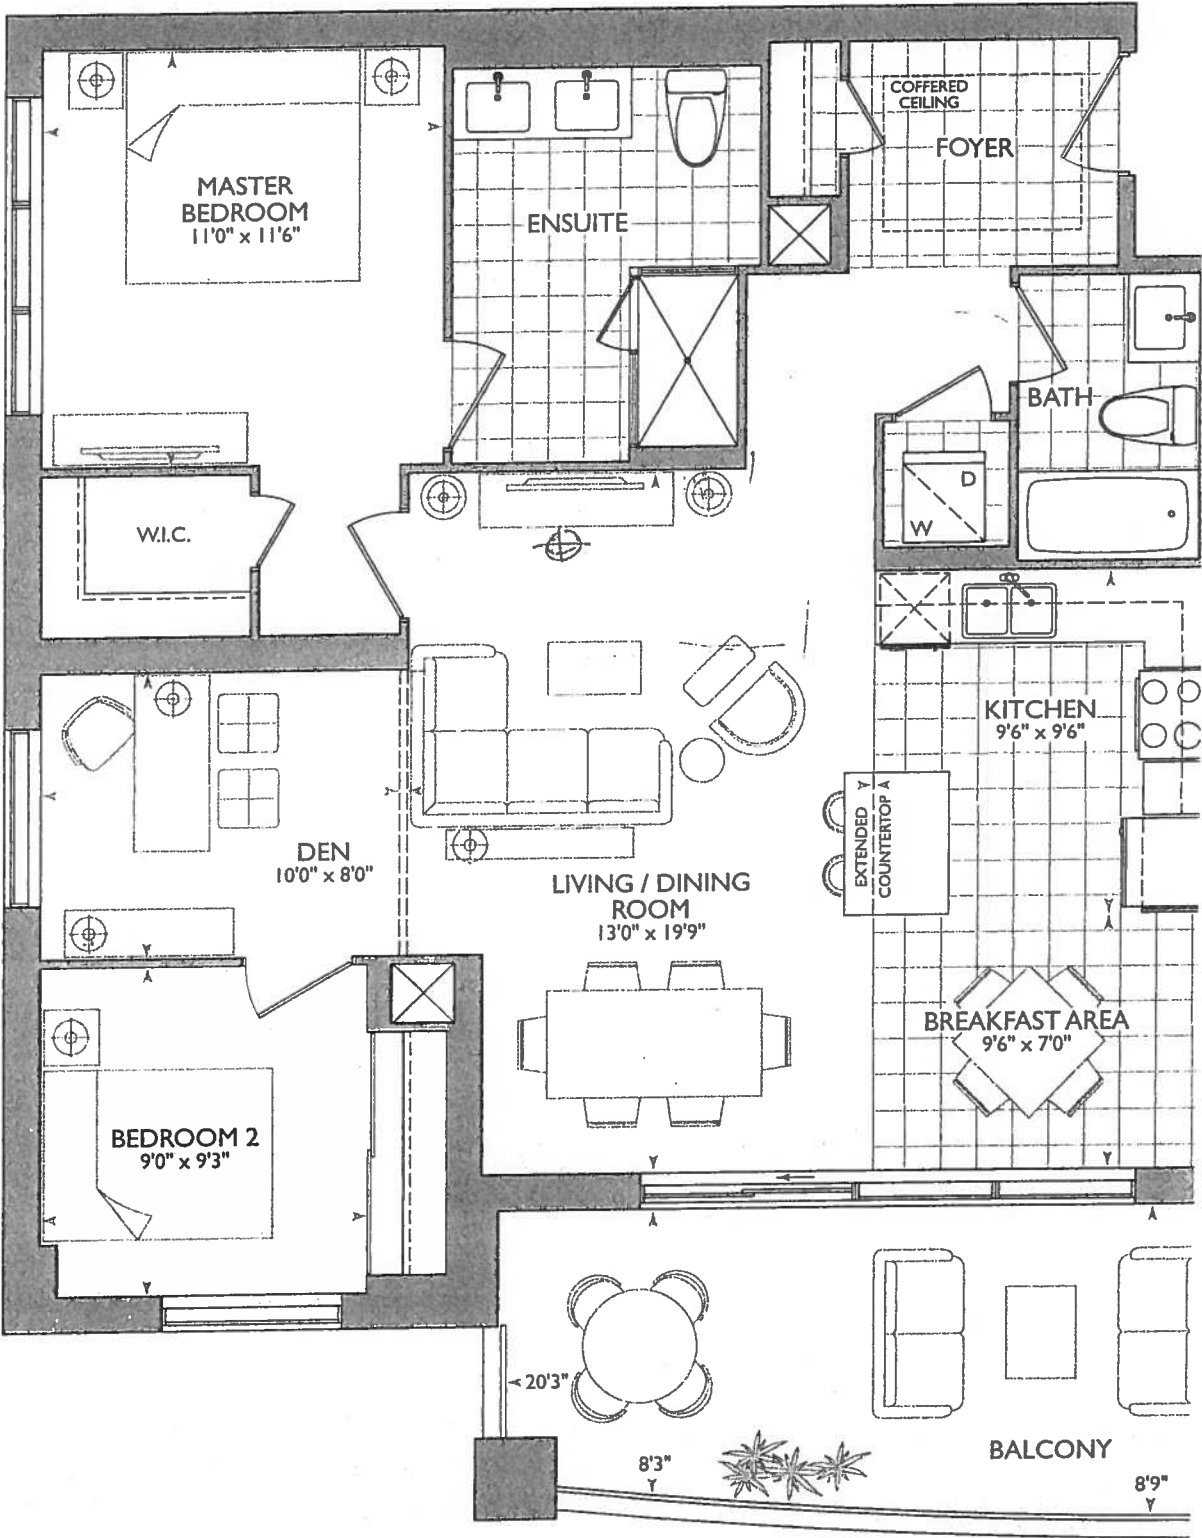 COFFERED
CEILING
FOYER
MASTER
BEDROOM
11'0" x 11'6"
ENSUITE
BATH
W.I.C.
D
W
KITCHEN
9'6" x 9'6"
EXTENDED
COUNTERTOP
DEN
10'0" x 8'0"
LIVING / DINING
ROOM
13'0" x 19'9"
BREAKFAST AREA
9'6" x 7'0"
BEDROOM 2
9'0" x 9'3"
20'3"
BALCONY
8'3"
8'9"